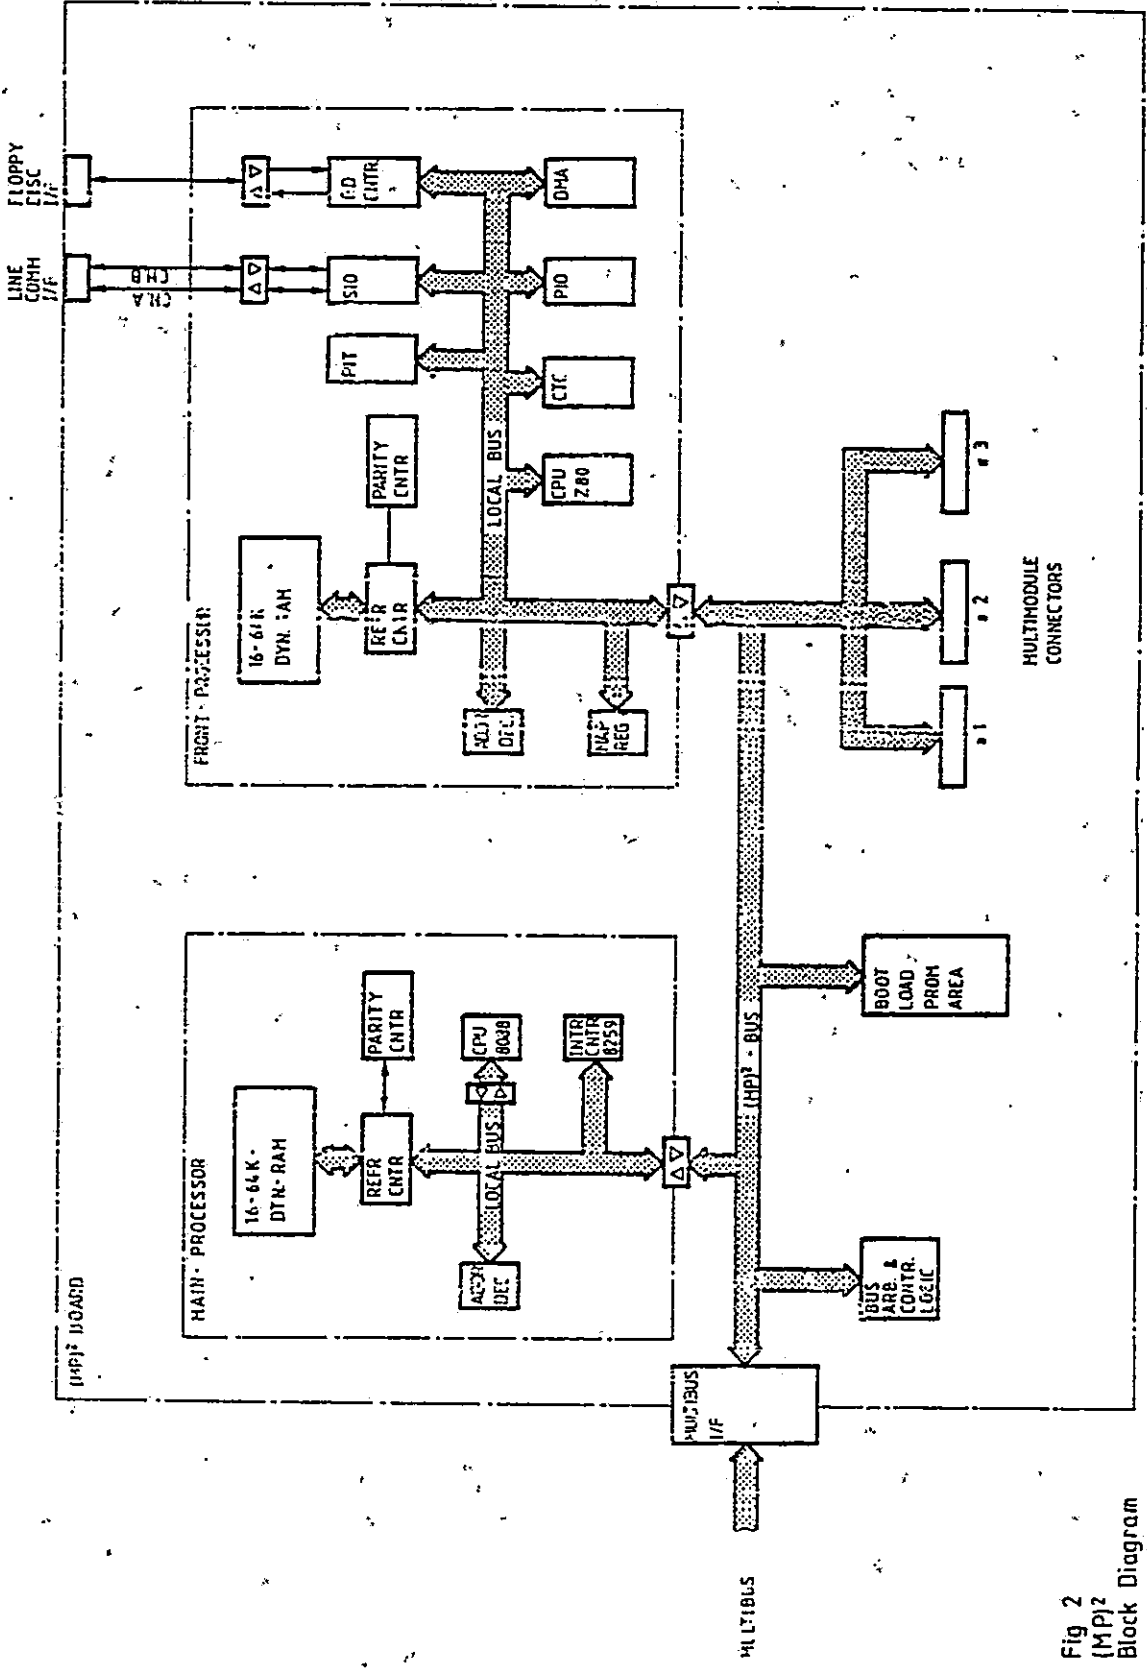 (MP)² BOARD
FLOPPY
DISC
I/F
LINE
COMM
I/F
CH.A
CH.B
MAIN-PROCESSOR
16-64K-
DYN.-RAM
REFR
CNTR
PARITY
CNTR
ADDR
DEC
LOCAL BUS
CPU
8088
INTR
CNTR
8259
FRONT-PROCESSER
16-64K
DYN. RAM
REFR
CNTR
PARITY
CNTR
PIT
SIO
FD
CNTR
ADDR
DEC
LOCAL BUS
CPU
Z80
CTC
PIO
DMA
MAP
REG
MULTIBUS
MULTIBUS
I/F
(MP)² - BUS
BUS
ARB. &
CONTR.
LOGIC
BOOT
LOAD
PROM
AREA
# 1
# 2
# 3
MULTIMODULE
CONNECTORS
Fig 2
(MP)²
Block Diagram